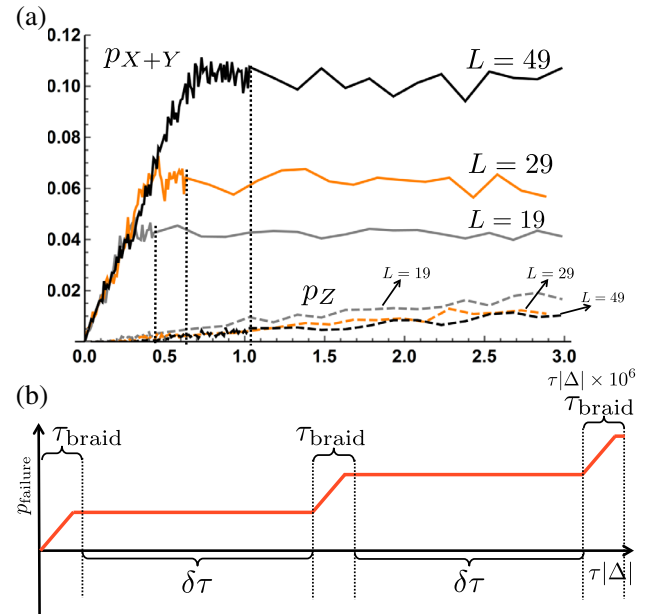 (a)
0.12
0.10
0.08
0.06
0.04
0.02
p_{X+Y}
L = 49
L = 29
L = 19
p_Z
L = 19
L = 29
L = 49
0.0 0.5 1.0 1.5 2.0 2.5 3.0
τ|Δ| × 10^6
(b)
p_failure
τ_braid
τ_braid
τ_braid
δτ
δτ
τ|Δ|